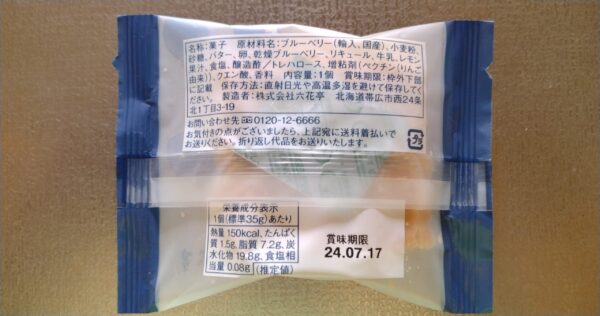 名称：菓子　原材料名：ブルーベリー（輸入、国産）、小麦粉、
砂糖、バター、卵、乾燥ブルーベリー、リキュール、牛乳、レモン
果汁、食塩、醸造酢／トレハロース、増粘剤（ペクチン（りんご
由来））、クエン酸、香料　内容量：1個　賞味期限：枠外下部
に記載　保存方法：直射日光や高温多湿を避けて保存してく
ださい。　製造者：株式会社六花亭　北海道帯広市西24条
北1丁目3-19
お問い合わせ先 0120-12-6666
お気付きの点がございましたら、上記宛に送料着払いで
お送りください。折り返し代品をお送りいたします。
プラ
栄養成分表示
1個（標準35g）あたり
熱量 150kcal、たんぱく
質 1.5g、脂質 7.2g、炭
水化物 19.8g、食塩相
当量 0.08g　（推定値）
賞味期限
24.07.17